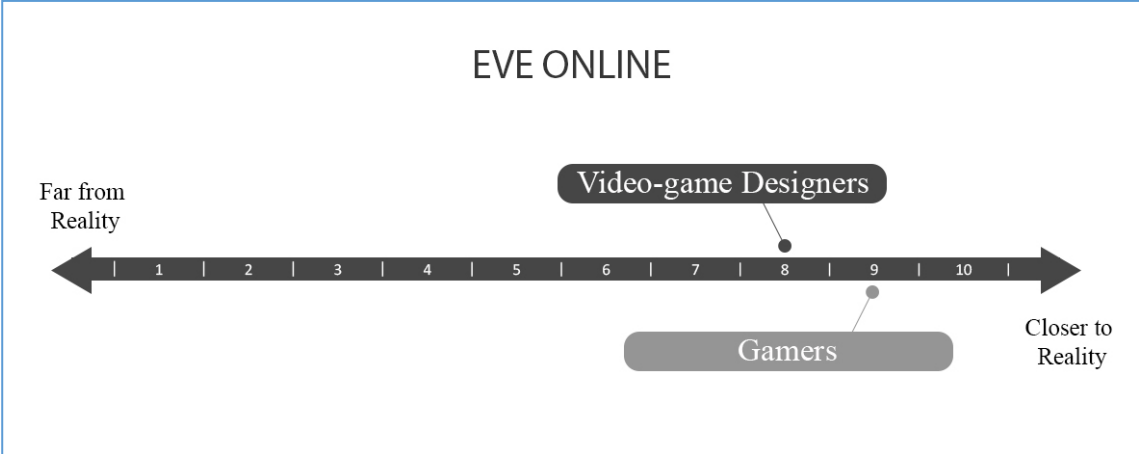 EVE ONLINE
Video-game Designers
Far from
Reality
| 1 | 2 | 3 | 4 | 5 | 6 | 7 | 8 | 9 | 10 |
Gamers
Closer to
Reality